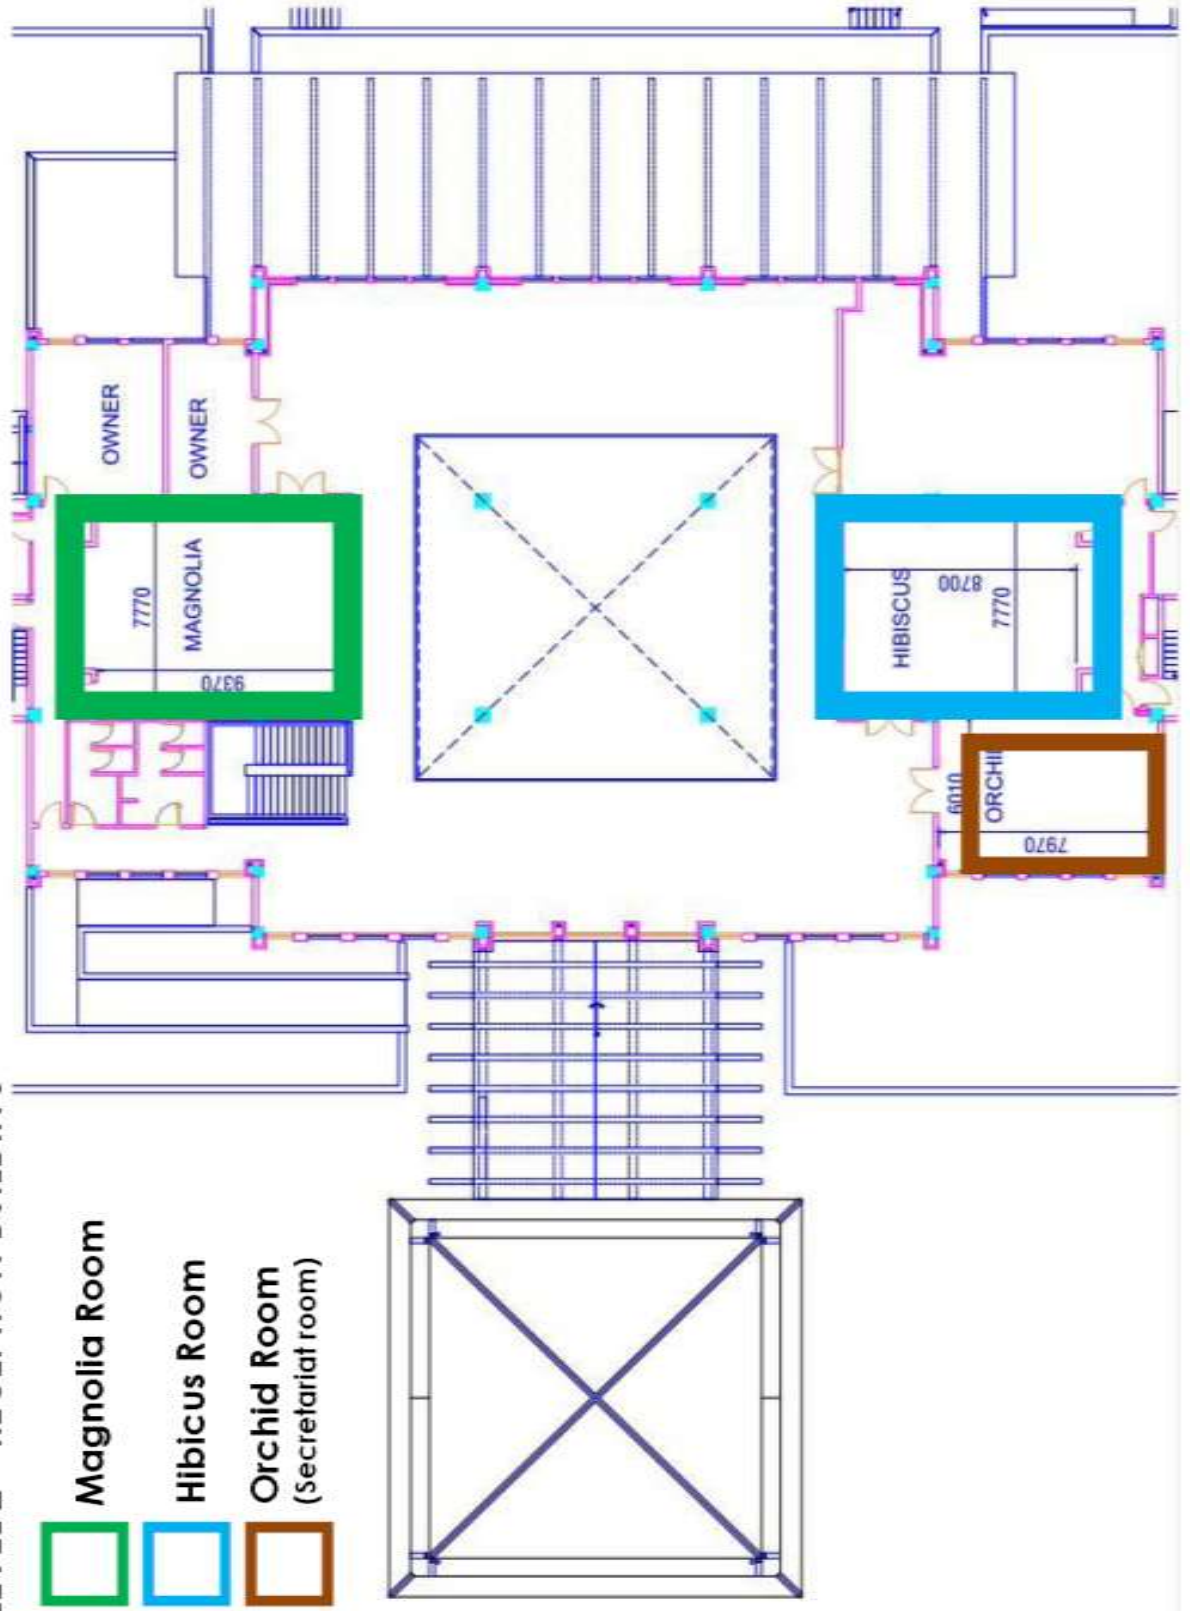 Magnolia Room
Hibicus Room
Orchid Room
(Secretariat room)
OWNER
OWNER
7770
MAGNOLIA
9370
HIBISCUS
8700
7770
6010
ORCHI
7970